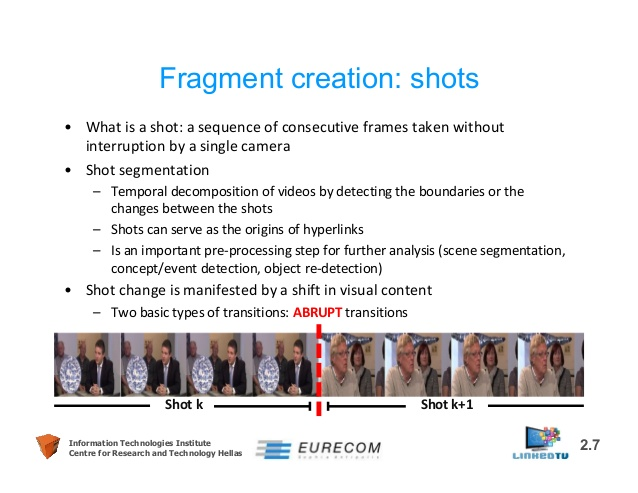 Fragment creation: shots
• What is a shot: a sequence of consecutive frames taken without
interruption by a single camera
• Shot segmentation
– Temporal decomposition of videos by detecting the boundaries or the
changes between the shots
– Shots can serve as the origins of hyperlinks
– Is an important pre-processing step for further analysis (scene segmentation,
concept/event detection, object re-detection)
• Shot change is manifested by a shift in visual content
– Two basic types of transitions: ABRUPT transitions
Shot k
Shot k+1
Information Technologies Institute
Centre for Research and Technology Hellas
EURECOM
Sophia Antipolis
LinkedTV
2.7